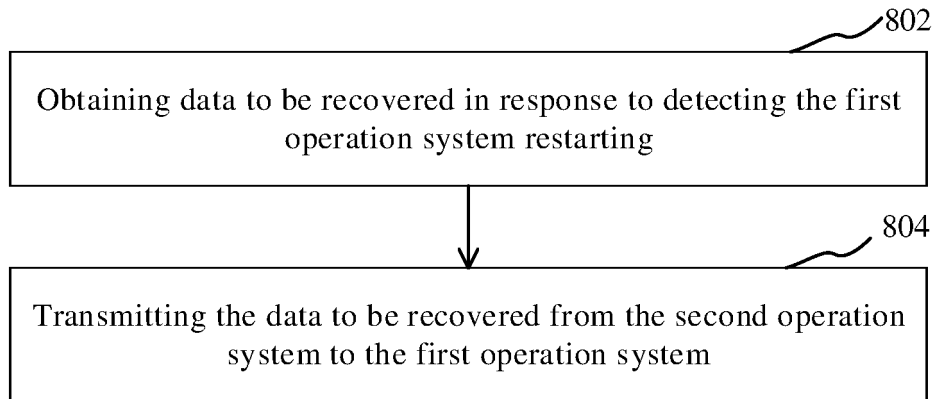 802
Obtaining data to be recovered in response to detecting the first
operation system restarting
804
Transmitting the data to be recovered from the second operation
system to the first operation system